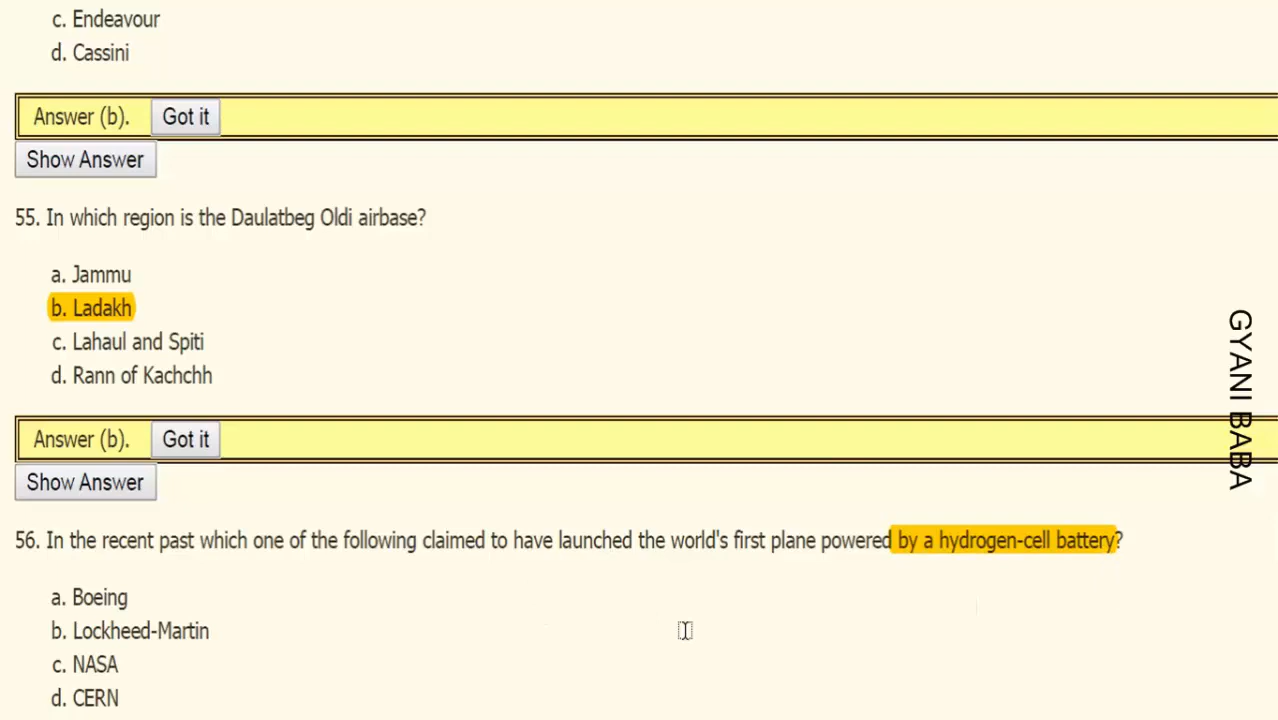 c. Endeavour
d. Cassini
Answer (b). Got it
Show Answer
55. In which region is the Daulatbeg Oldi airbase?
a. Jammu
b. Ladakh
c. Lahaul and Spiti
d. Rann of Kachchh
Answer (b). Got it
Show Answer
56. In the recent past which one of the following claimed to have launched the world's first plane powered by a hydrogen-cell battery?
a. Boeing
b. Lockheed-Martin
c. NASA
d. CERN
GYANI BABA